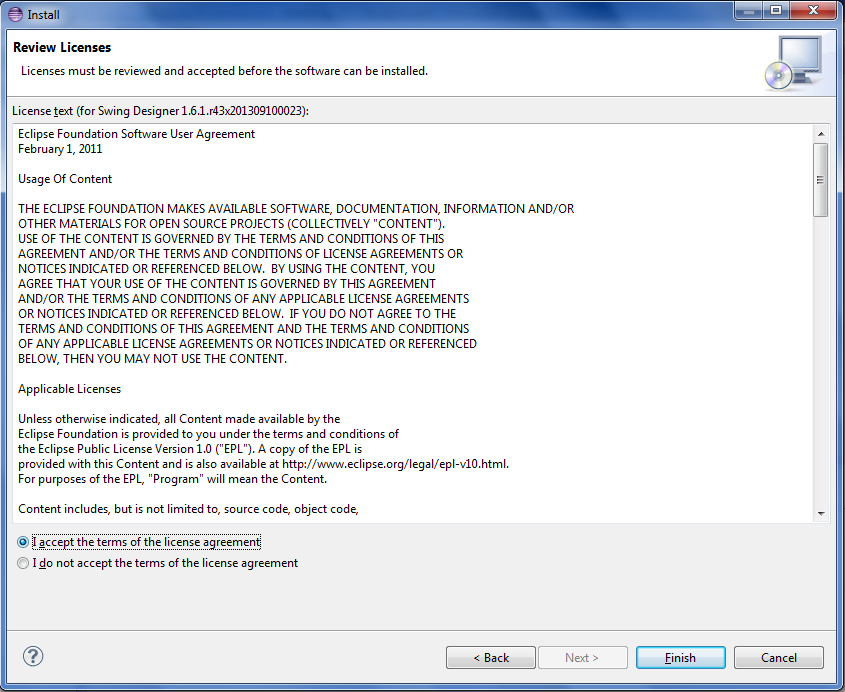 Install
Review Licenses
Licenses must be reviewed and accepted before the software can be installed.
License text (for Swing Designer 1.6.1.r43x201309100023):
Eclipse Foundation Software User Agreement
February 1, 2011
Usage Of Content
THE ECLIPSE FOUNDATION MAKES AVAILABLE SOFTWARE, DOCUMENTATION, INFORMATION AND/OR
OTHER MATERIALS FOR OPEN SOURCE PROJECTS (COLLECTIVELY "CONTENT").
USE OF THE CONTENT IS GOVERNED BY THE TERMS AND CONDITIONS OF THIS
AGREEMENT AND/OR THE TERMS AND CONDITIONS OF LICENSE AGREEMENTS OR
NOTICES INDICATED OR REFERENCED BELOW.  BY USING THE CONTENT, YOU
AGREE THAT YOUR USE OF THE CONTENT IS GOVERNED BY THIS AGREEMENT
AND/OR THE TERMS AND CONDITIONS OF ANY APPLICABLE LICENSE AGREEMENTS
OR NOTICES INDICATED OR REFERENCED BELOW.  IF YOU DO NOT AGREE TO THE
TERMS AND CONDITIONS OF THIS AGREEMENT AND THE TERMS AND CONDITIONS
OF ANY APPLICABLE LICENSE AGREEMENTS OR NOTICES INDICATED OR REFERENCED
BELOW, THEN YOU MAY NOT USE THE CONTENT.
Applicable Licenses
Unless otherwise indicated, all Content made available by the
Eclipse Foundation is provided to you under the terms and conditions of
the Eclipse Public License Version 1.0 ("EPL"). A copy of the EPL is
provided with this Content and is also available at http://www.eclipse.org/legal/epl-v10.html.
For purposes of the EPL, "Program" will mean the Content.
Content includes, but is not limited to, source code, object code,
I accept the terms of the license agreement
I do not accept the terms of the license agreement
?
< Back
Next >
Finish
Cancel